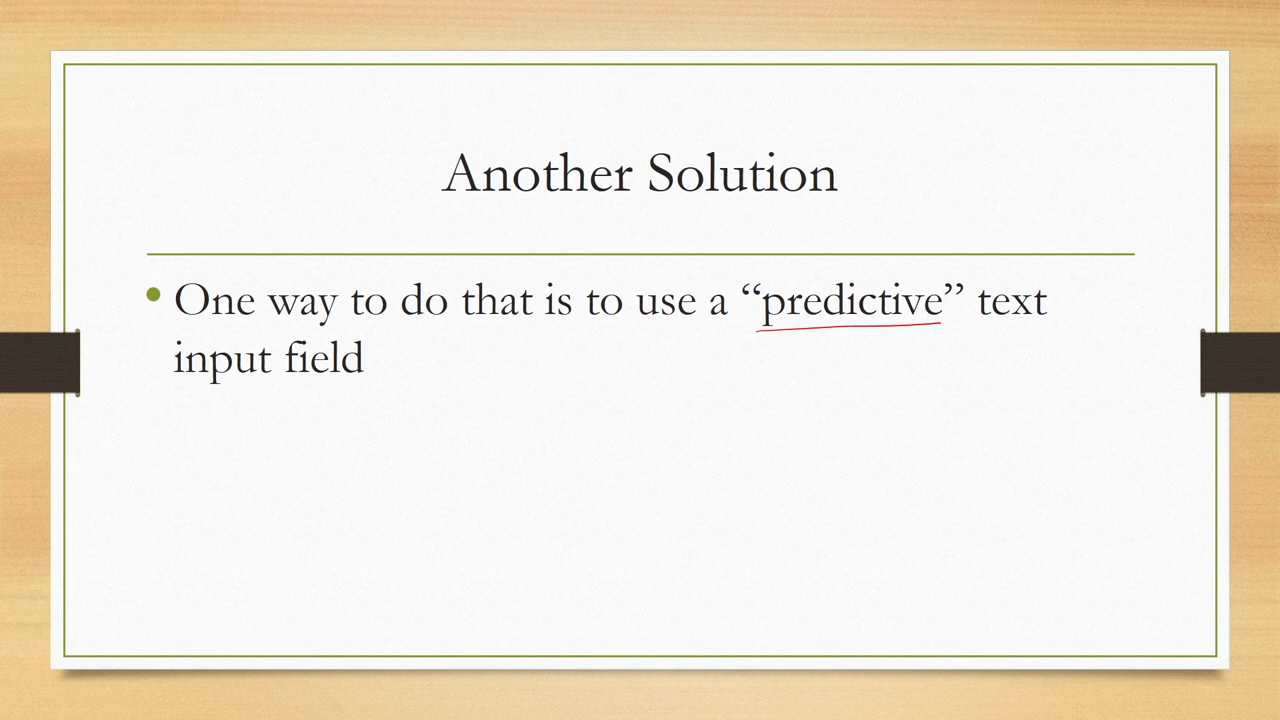 Another Solution
• One way to do that is to use a “predictive” text
input field